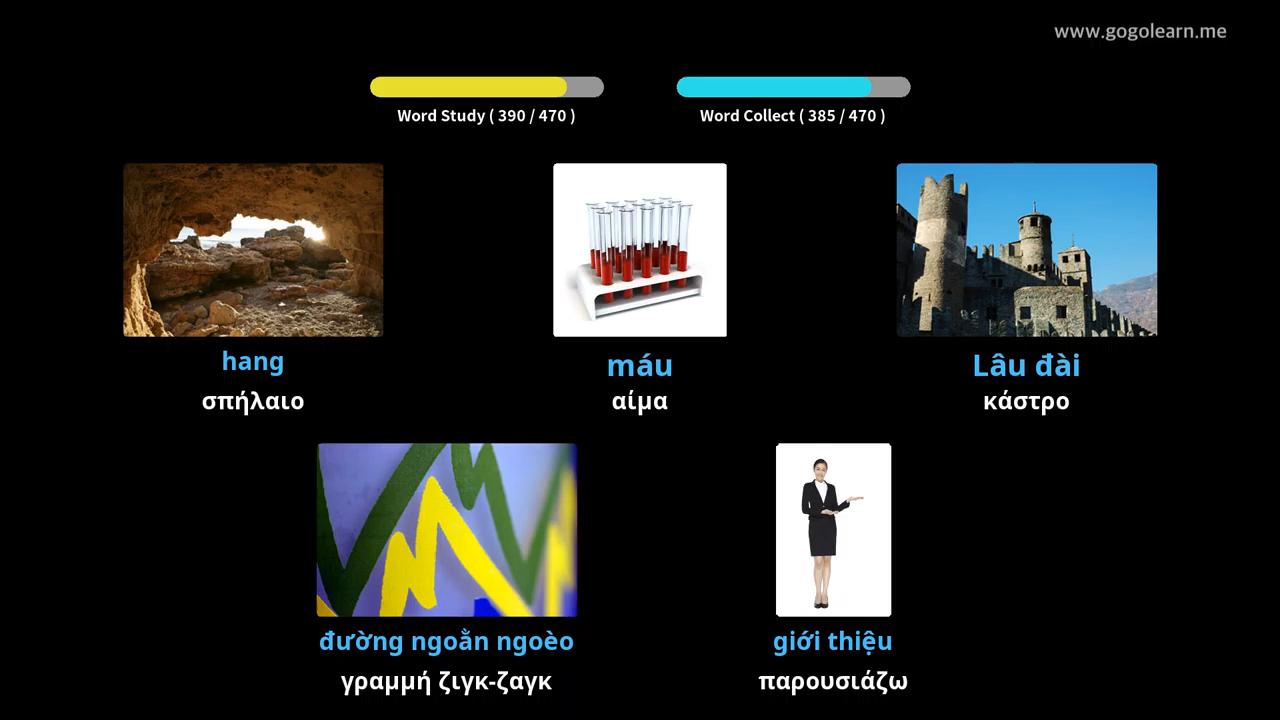 www.gogolearn.me
Word Study ( 390 / 470 )
Word Collect ( 385 / 470 )
hang
σπήλαιο
máu
αίμα
Lâu đài
κάστρο
đường ngoằn ngoèo
γραμμή ζιγκ-ζαγκ
giới thiệu
παρουσιάζω